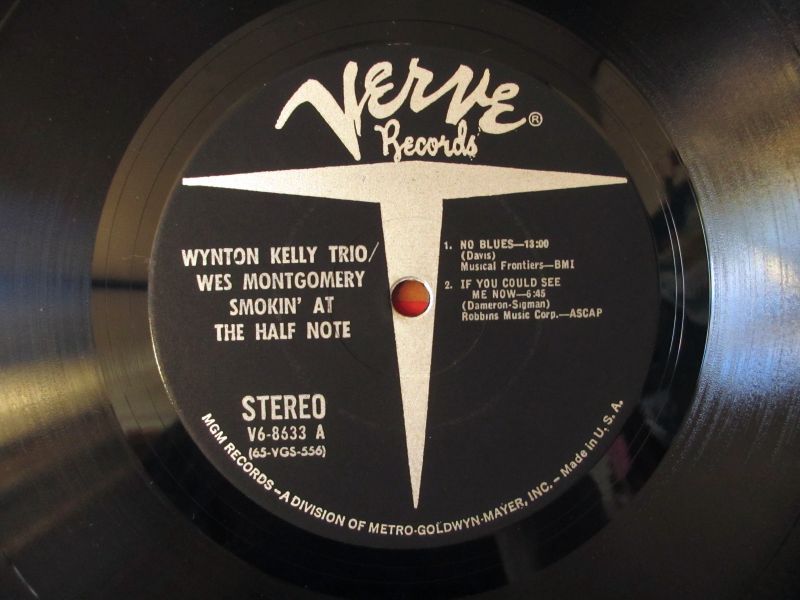 VERVE®
Records
WYNTON KELLY TRIO/
WES MONTGOMERY
SMOKIN' AT
THE HALF NOTE
1. NO BLUES—13:00
(Davis)
Musical Frontiers—BMI
2. IF YOU COULD SEE
ME NOW—6:45
(Dameron-Sigman)
Robbins Music Corp.—ASCAP
STEREO
V6-8633 A
(65-VGS-556)
MGM RECORDS – A DIVISION OF METRO-GOLDWYN-MAYER, INC. – Made in U. S. A.